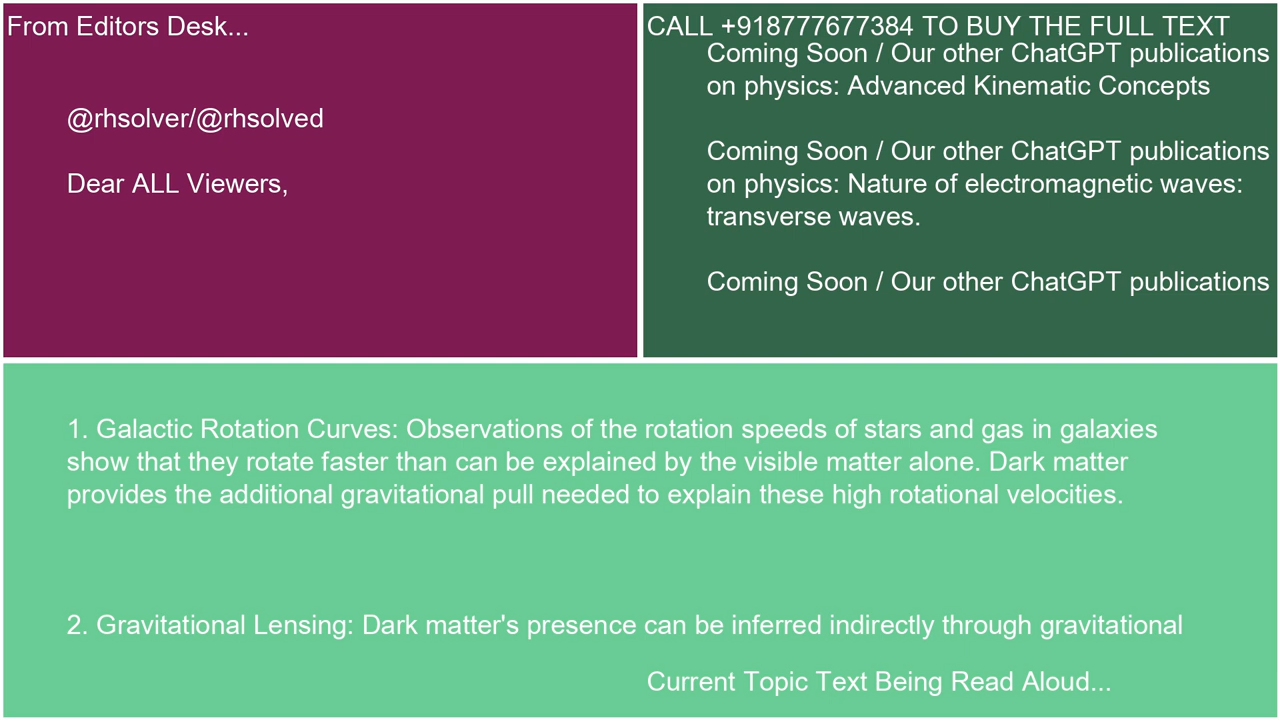 From Editors Desk...
@rhsolver/@rhsolved
Dear ALL Viewers,
CALL +918777677384 TO BUY THE FULL TEXT
Coming Soon / Our other ChatGPT publications
on physics: Advanced Kinematic Concepts
Coming Soon / Our other ChatGPT publications
on physics: Nature of electromagnetic waves:
transverse waves.
Coming Soon / Our other ChatGPT publications
1. Galactic Rotation Curves: Observations of the rotation speeds of stars and gas in galaxies
show that they rotate faster than can be explained by the visible matter alone. Dark matter
provides the additional gravitational pull needed to explain these high rotational velocities.
2. Gravitational Lensing: Dark matter's presence can be inferred indirectly through gravitational
Current Topic Text Being Read Aloud...